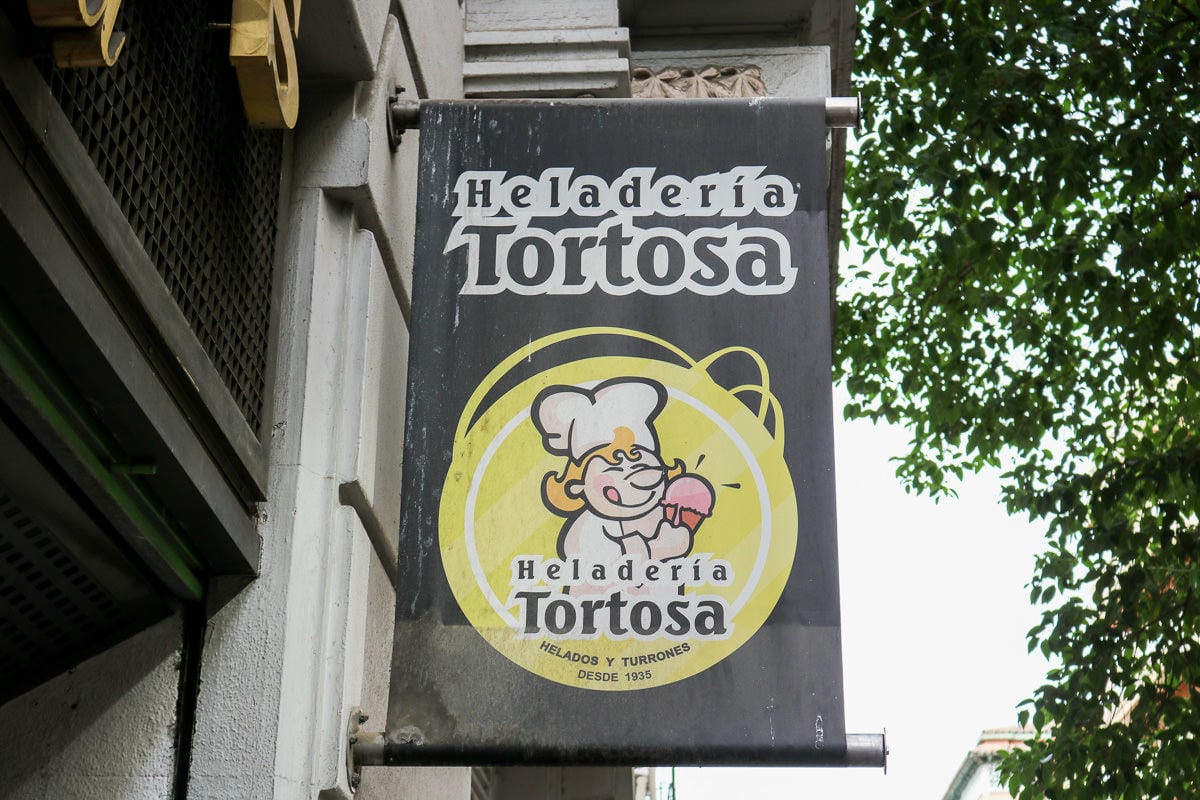 Heladería
Tortosa
Heladería
Tortosa
HELADOS Y TURRONES
DESDE 1935